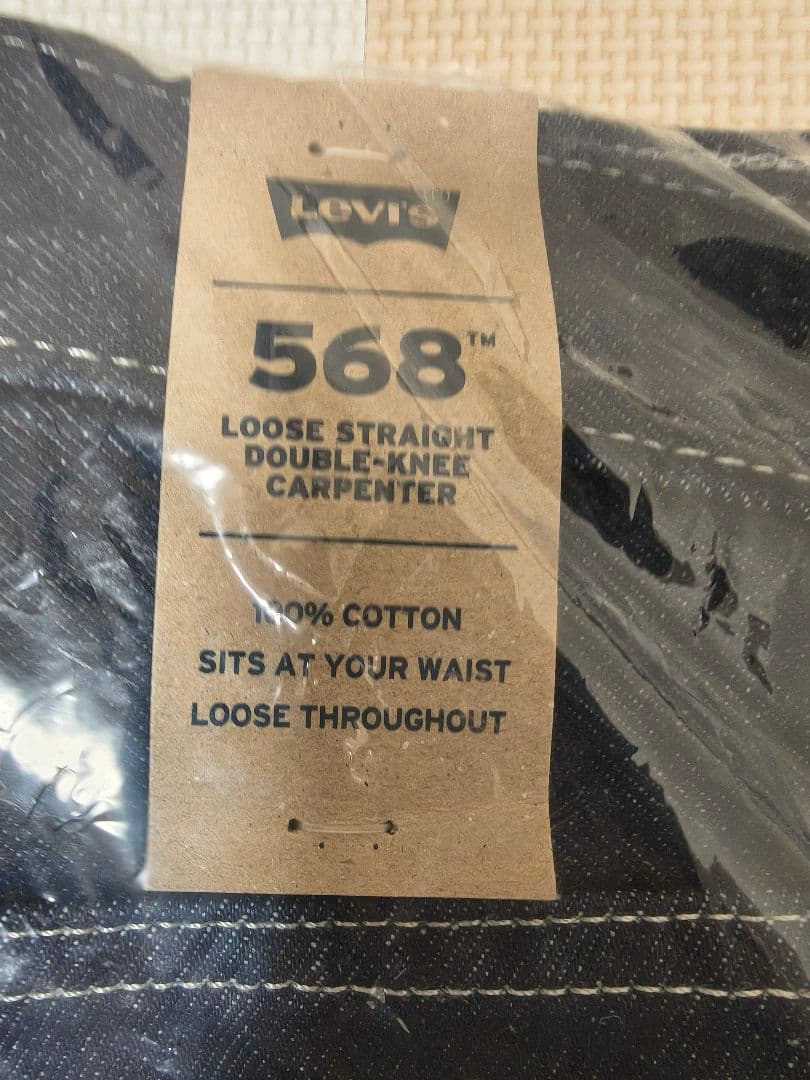 Levi's
568™
LOOSE STRAIGHT
DOUBLE-KNEE
CARPENTER
100% COTTON
SITS AT YOUR WAIST
LOOSE THROUGHOUT